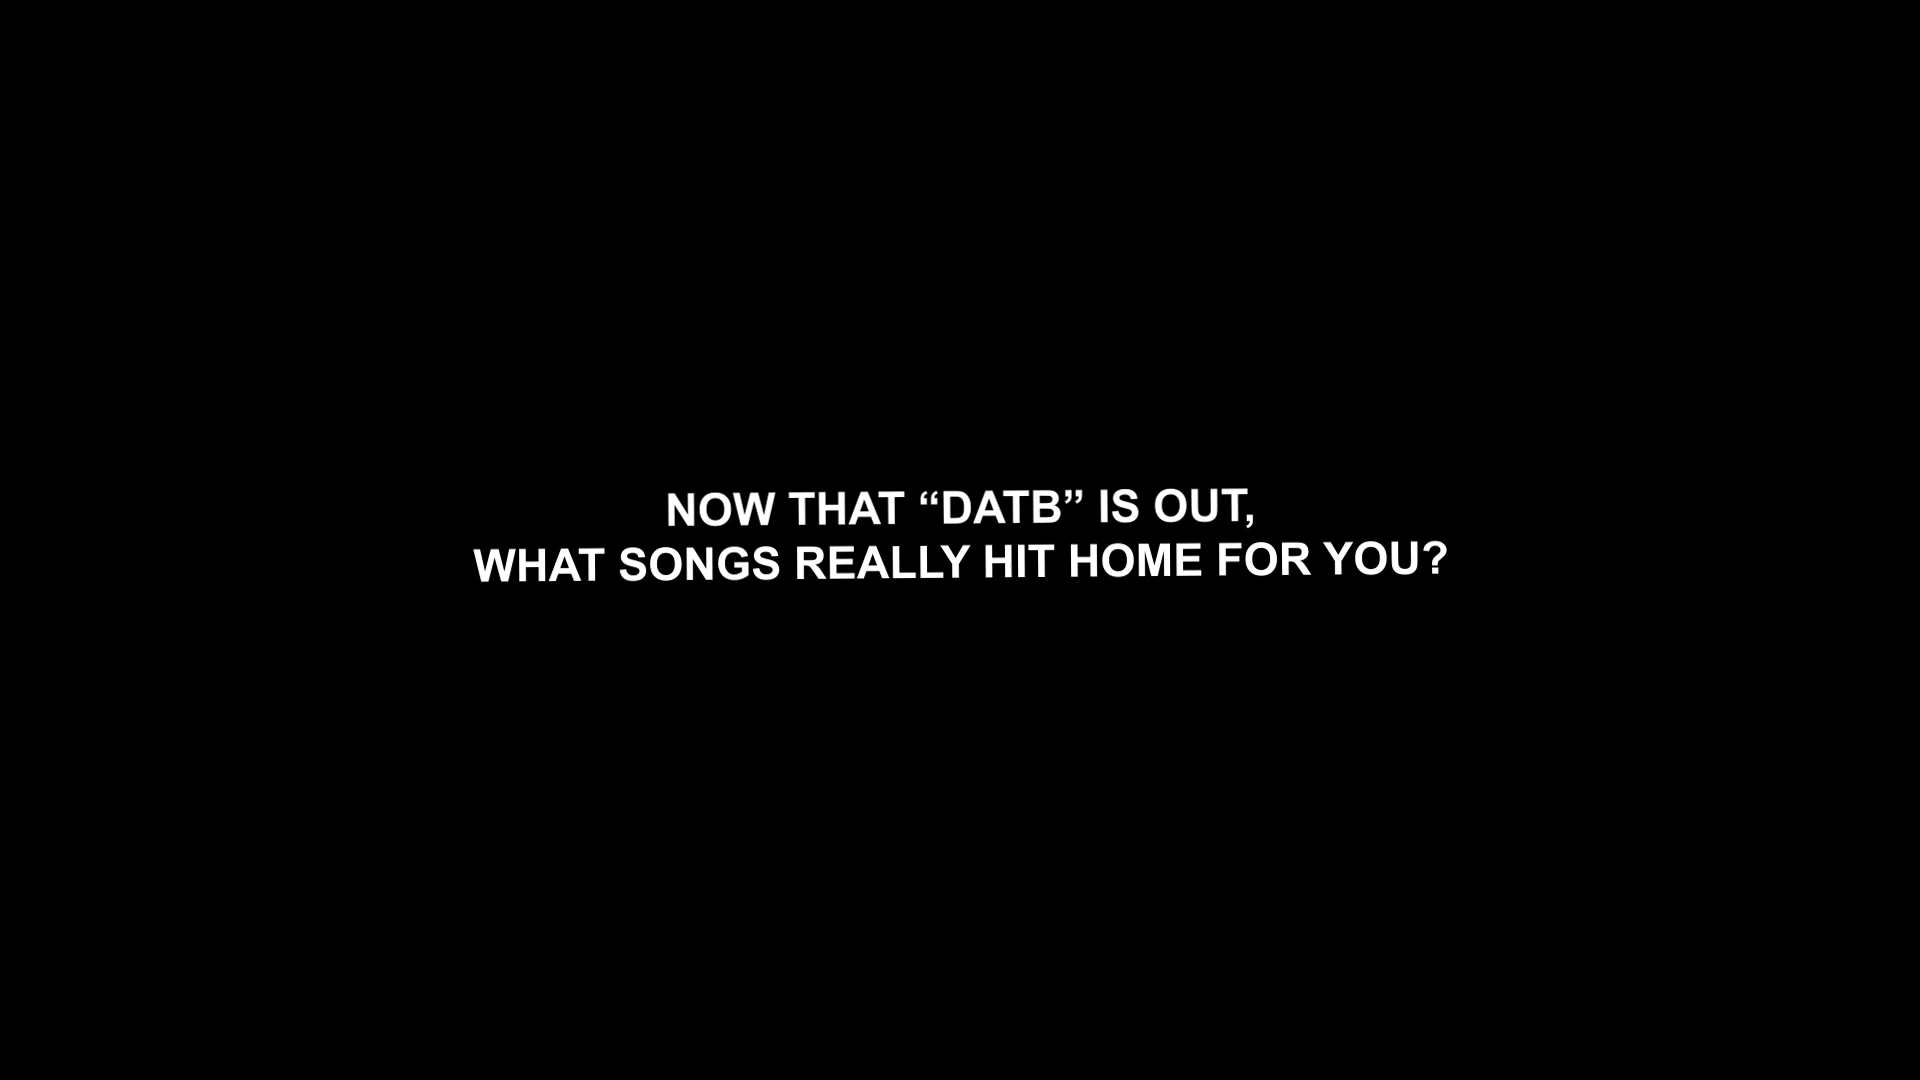 NOW THAT “DATB” IS OUT,
WHAT SONGS REALLY HIT HOME FOR YOU?